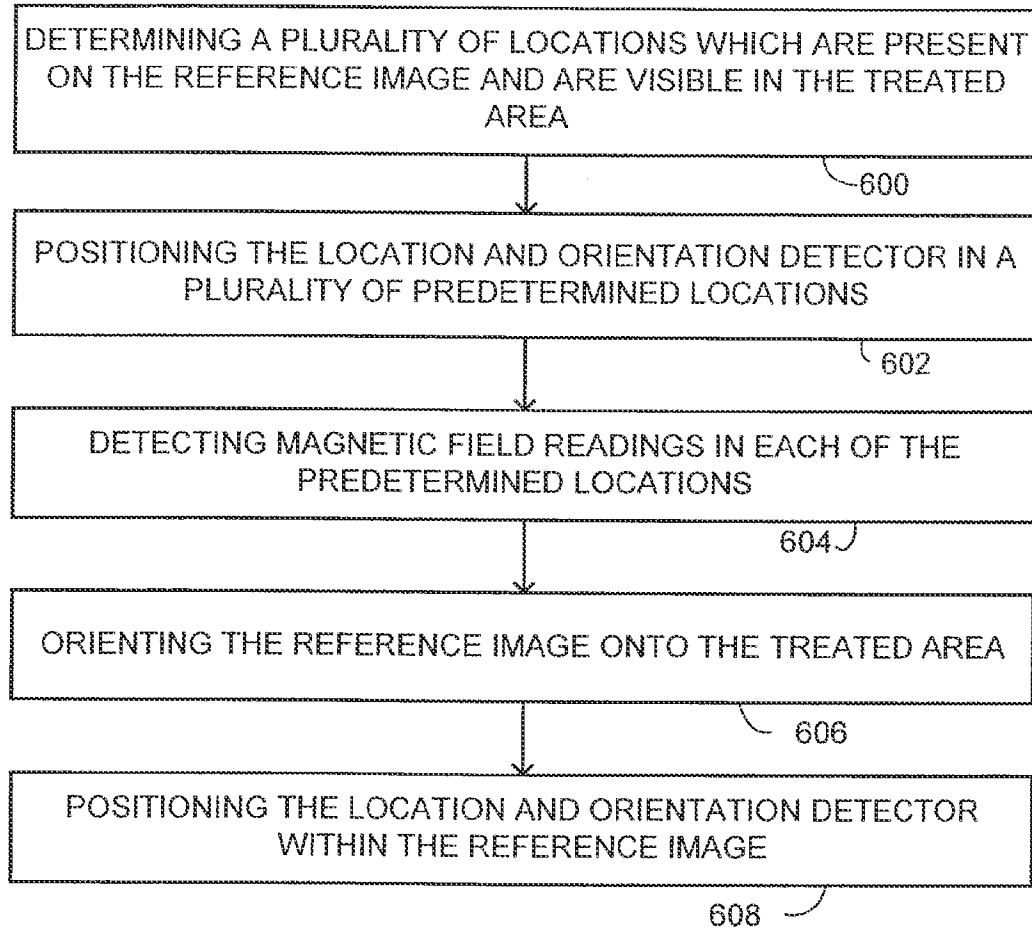 DETERMINING A PLURALITY OF LOCATIONS WHICH ARE PRESENT
ON THE REFERENCE IMAGE AND ARE VISIBLE IN THE TREATED
AREA
600
POSITIONING THE LOCATION AND ORIENTATION DETECTOR IN A
PLURALITY OF PREDETERMINED LOCATIONS
602
DETECTING MAGNETIC FIELD READINGS IN EACH OF THE
PREDETERMINED LOCATIONS
604
ORIENTING THE REFERENCE IMAGE ONTO THE TREATED AREA
606
POSITIONING THE LOCATION AND ORIENTATION DETECTOR
WITHIN THE REFERENCE IMAGE
608